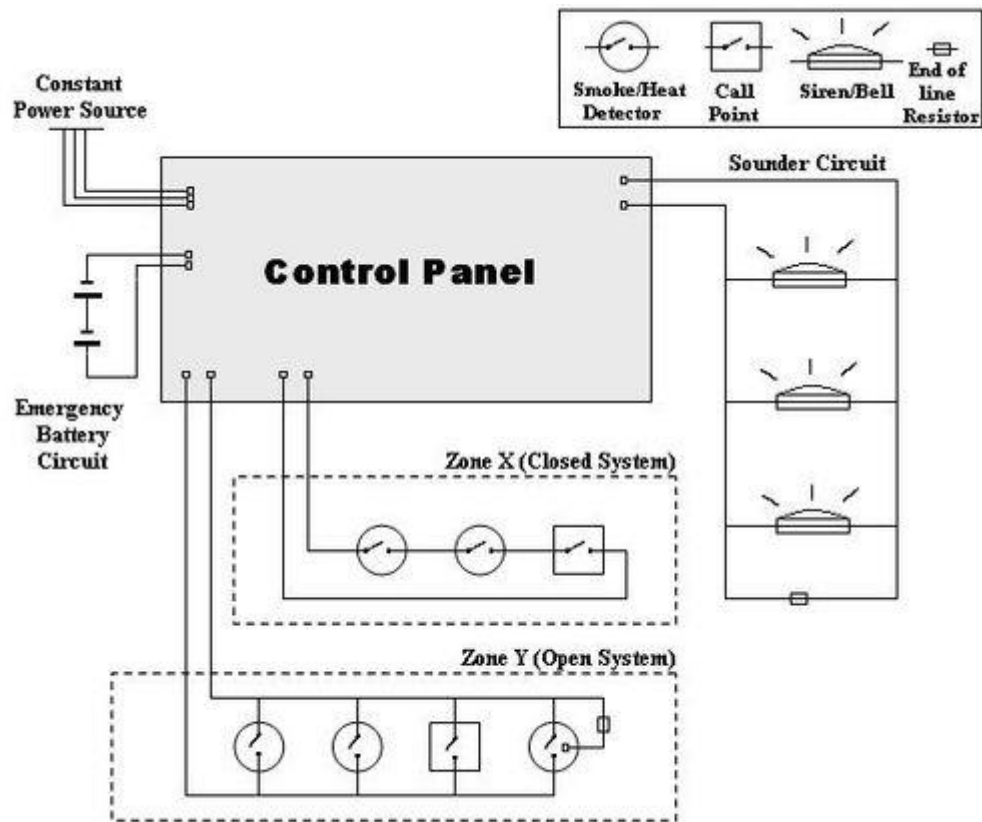 Constant
Power Source
Smoke/Heat
Detector
Call
Point
Siren/Bell
End of
line
Resistor
Sounder Circuit
Control Panel
Emergency
Battery
Circuit
Zone X (Closed System)
Zone Y (Open System)